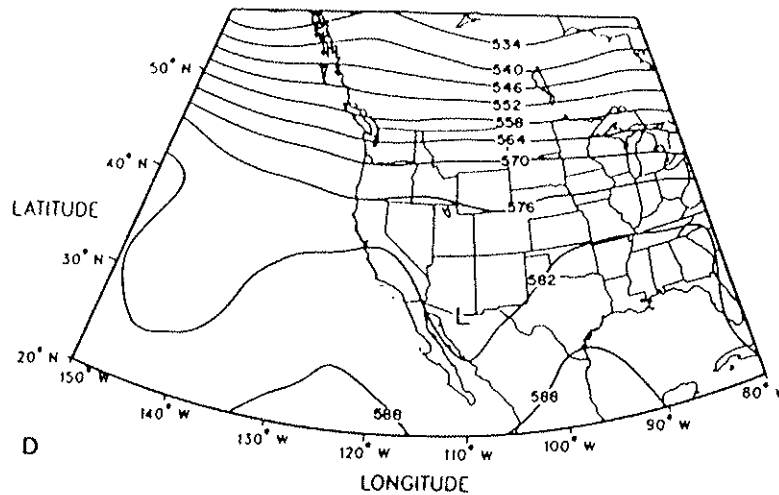 534
50° N
540
546
552
558
564
40° N
570
LATITUDE
576
30° N
582
L
20° N
150° W
588
588
80° W
140° W
90° W
130° W
100° W
120° W
110° W
D
LONGITUDE